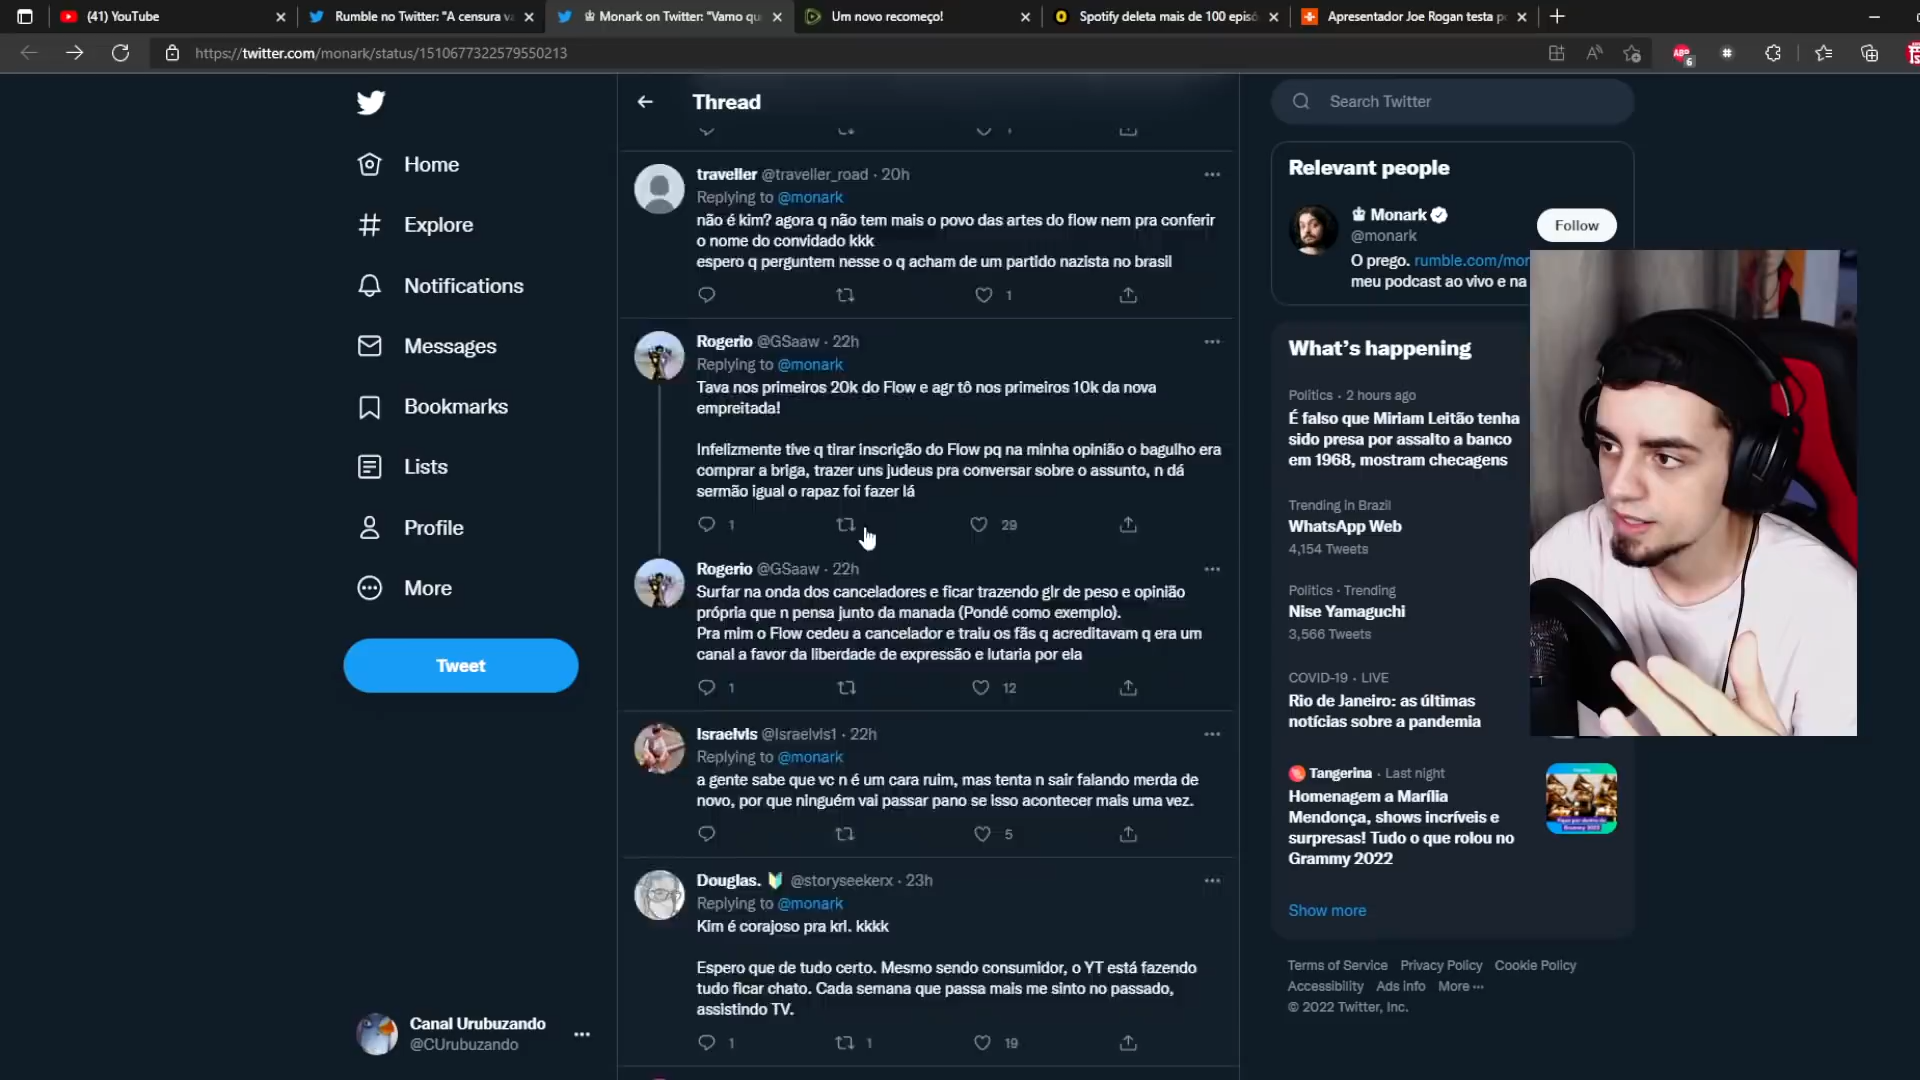 (41) YouTube
Rumble no Twitter: "A censura va
Monark on Twitter: "Vamo qu
Um novo recomeço!
Spotify deleta mais de 100 episó
Apresentador Joe Rogan testa p
https://twitter.com/monark/status/1510677322579550213
ABP
6
Home
Explore
Notifications
Messages
Bookmarks
Lists
Profile
More
Tweet
Canal Urubuzando
@CUrubuzando
Thread
traveller @traveller_road · 20h
Replying to @monark
não é kim? agora q não tem mais o povo das artes do flow nem pra conferir
o nome do convidado kkk
espero q perguntem nesse o q acham de um partido nazista no brasil
1
Rogerio @GSaaw · 22h
Replying to @monark
Tava nos primeiros 20k do Flow e agr tô nos primeiros 10k da nova
empreitada!
Infelizmente tive q tirar inscrição do Flow pq na minha opinião o bagulho era
comprar a briga, trazer uns judeus pra conversar sobre o assunto, n dá
sermão igual o rapaz foi fazer lá
1 29
Rogerio @GSaaw · 22h
Surfar na onda dos canceladores e ficar trazendo glr de peso e opinião
própria que n pensa junto da manada (Pondé como exemplo).
Pra mim o Flow cedeu a cancelador e traiu os fãs q acreditavam q era um
canal a favor da liberdade de expressão e lutaria por ela
1 12
Israelvls @Israelvls1 · 22h
Replying to @monark
a gente sabe que vc n é um cara ruim, mas tenta n sair falando merda de
novo, por que ninguém vai passar pano se isso acontecer mais uma vez.
5
Douglas. @storyseekerx · 23h
Replying to @monark
Kim é corajoso pra krl. kkkk
Espero que de tudo certo. Mesmo sendo consumidor, o YT está fazendo
tudo ficar chato. Cada semana que passa mais me sinto no passado,
assistindo TV.
1 1 19
Search Twitter
Relevant people
Monark
@monark
Follow
O prego. rumble.com/mor
meu podcast ao vivo e na
What's happening
Politics · 2 hours ago
É falso que Miriam Leitão tenha
sido presa por assalto a banco
em 1968, mostram checagens
Trending in Brazil
WhatsApp Web
4,154 Tweets
Politics · Trending
Nise Yamaguchi
3,566 Tweets
COVID-19 · LIVE
Rio de Janeiro: as últimas
notícias sobre a pandemia
Tangerina · Last night
Homenagem a Marília
Mendonça, shows incríveis e
surpresas! Tudo o que rolou no
Grammy 2022
Show more
Terms of Service Privacy Policy Cookie Policy
Accessibility Ads info More ···
© 2022 Twitter, Inc.